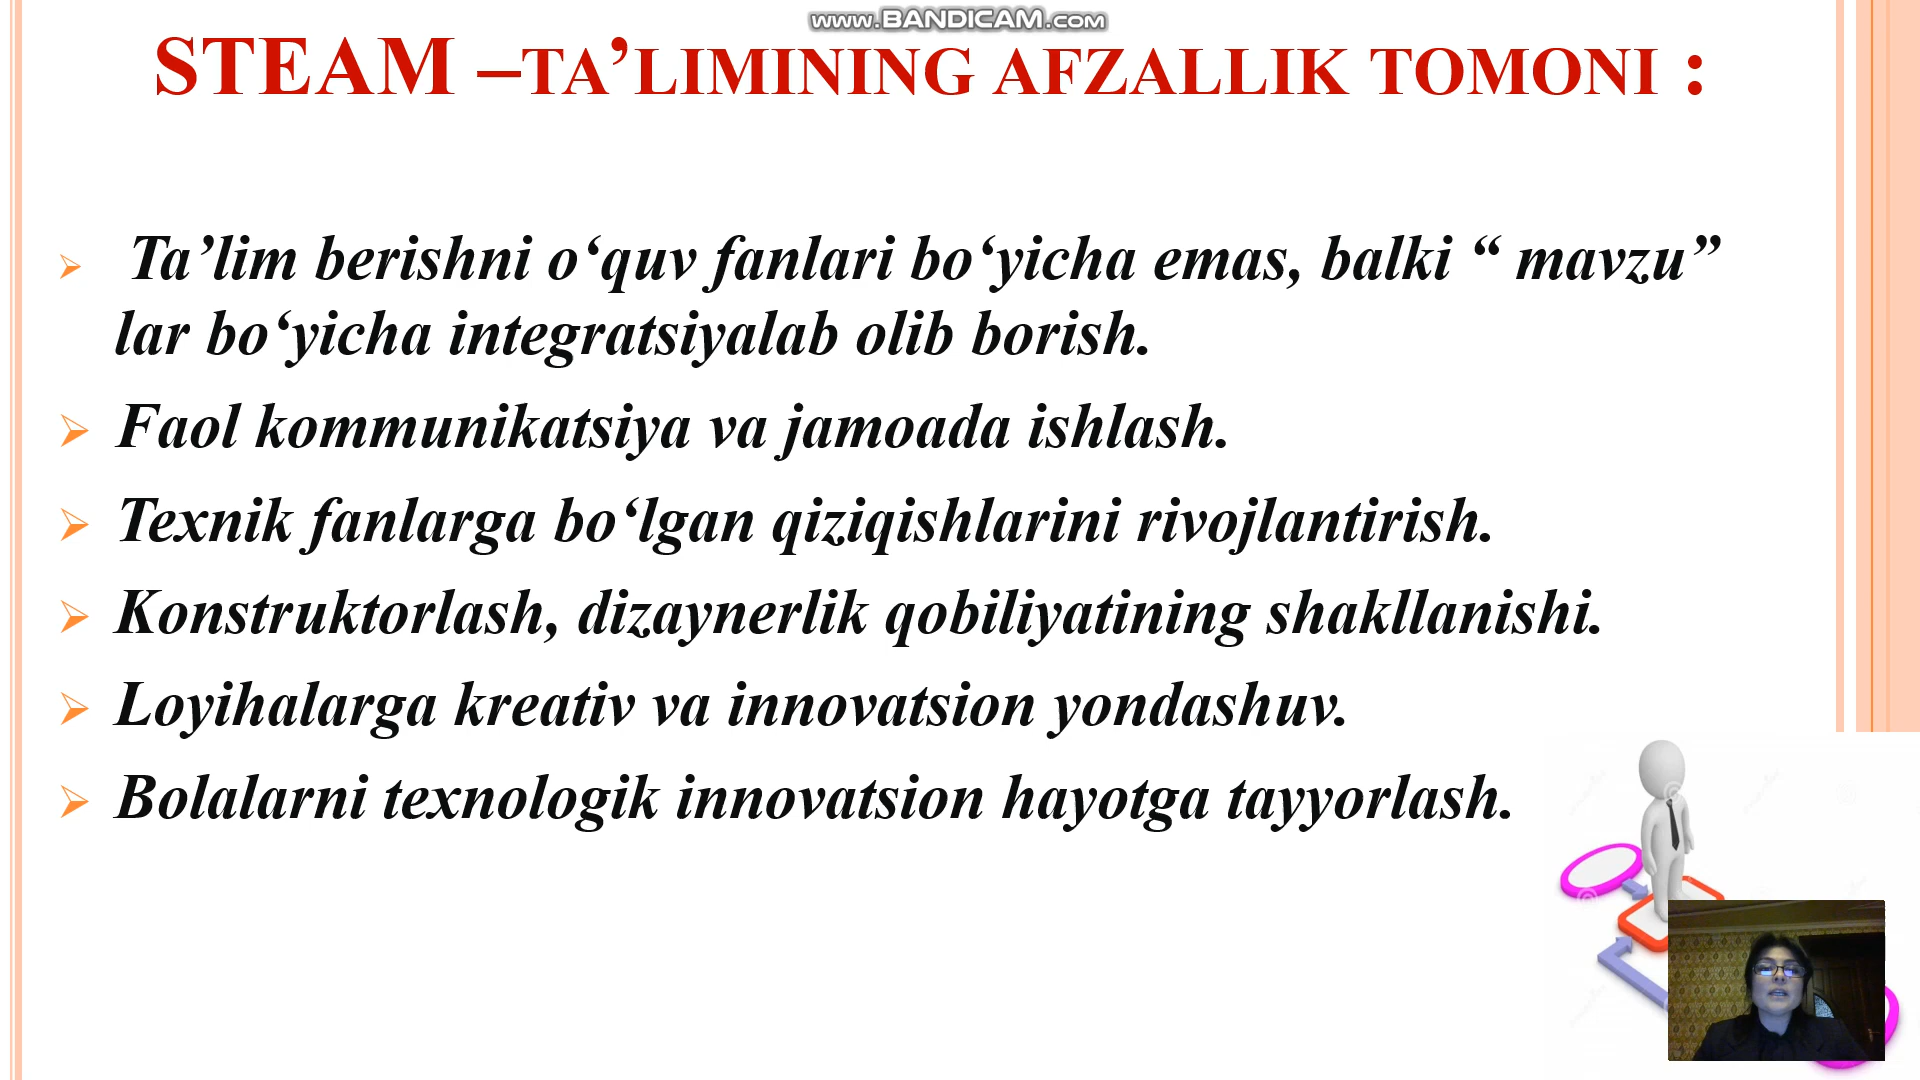 www.BANDICAM.com
STEAM –TA’LIMINING AFZALLIK TOMONI :
Ta’lim berishni o‘quv fanlari bo‘yicha emas, balki “ mavzu”
lar bo‘yicha integratsiyalab olib borish.
Faol kommunikatsiya va jamoada ishlash.
Texnik fanlarga bo‘lgan qiziqishlarini rivojlantirish.
Konstruktorlash, dizaynerlik qobiliyatining shakllanishi.
Loyihalarga kreativ va innovatsion yondashuv.
Bolalarni texnologik innovatsion hayotga tayyorlash.